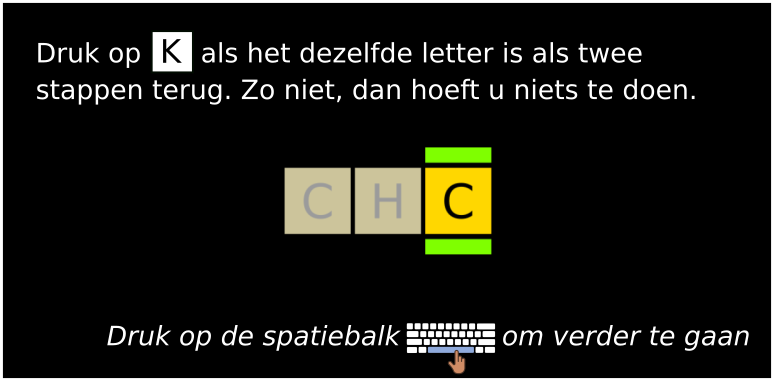 Druk op K als het dezelfde letter is als twee
stappen terug. Zo niet, dan hoeft u niets te doen.
C H C
Druk op de spatiebalk om verder te gaan